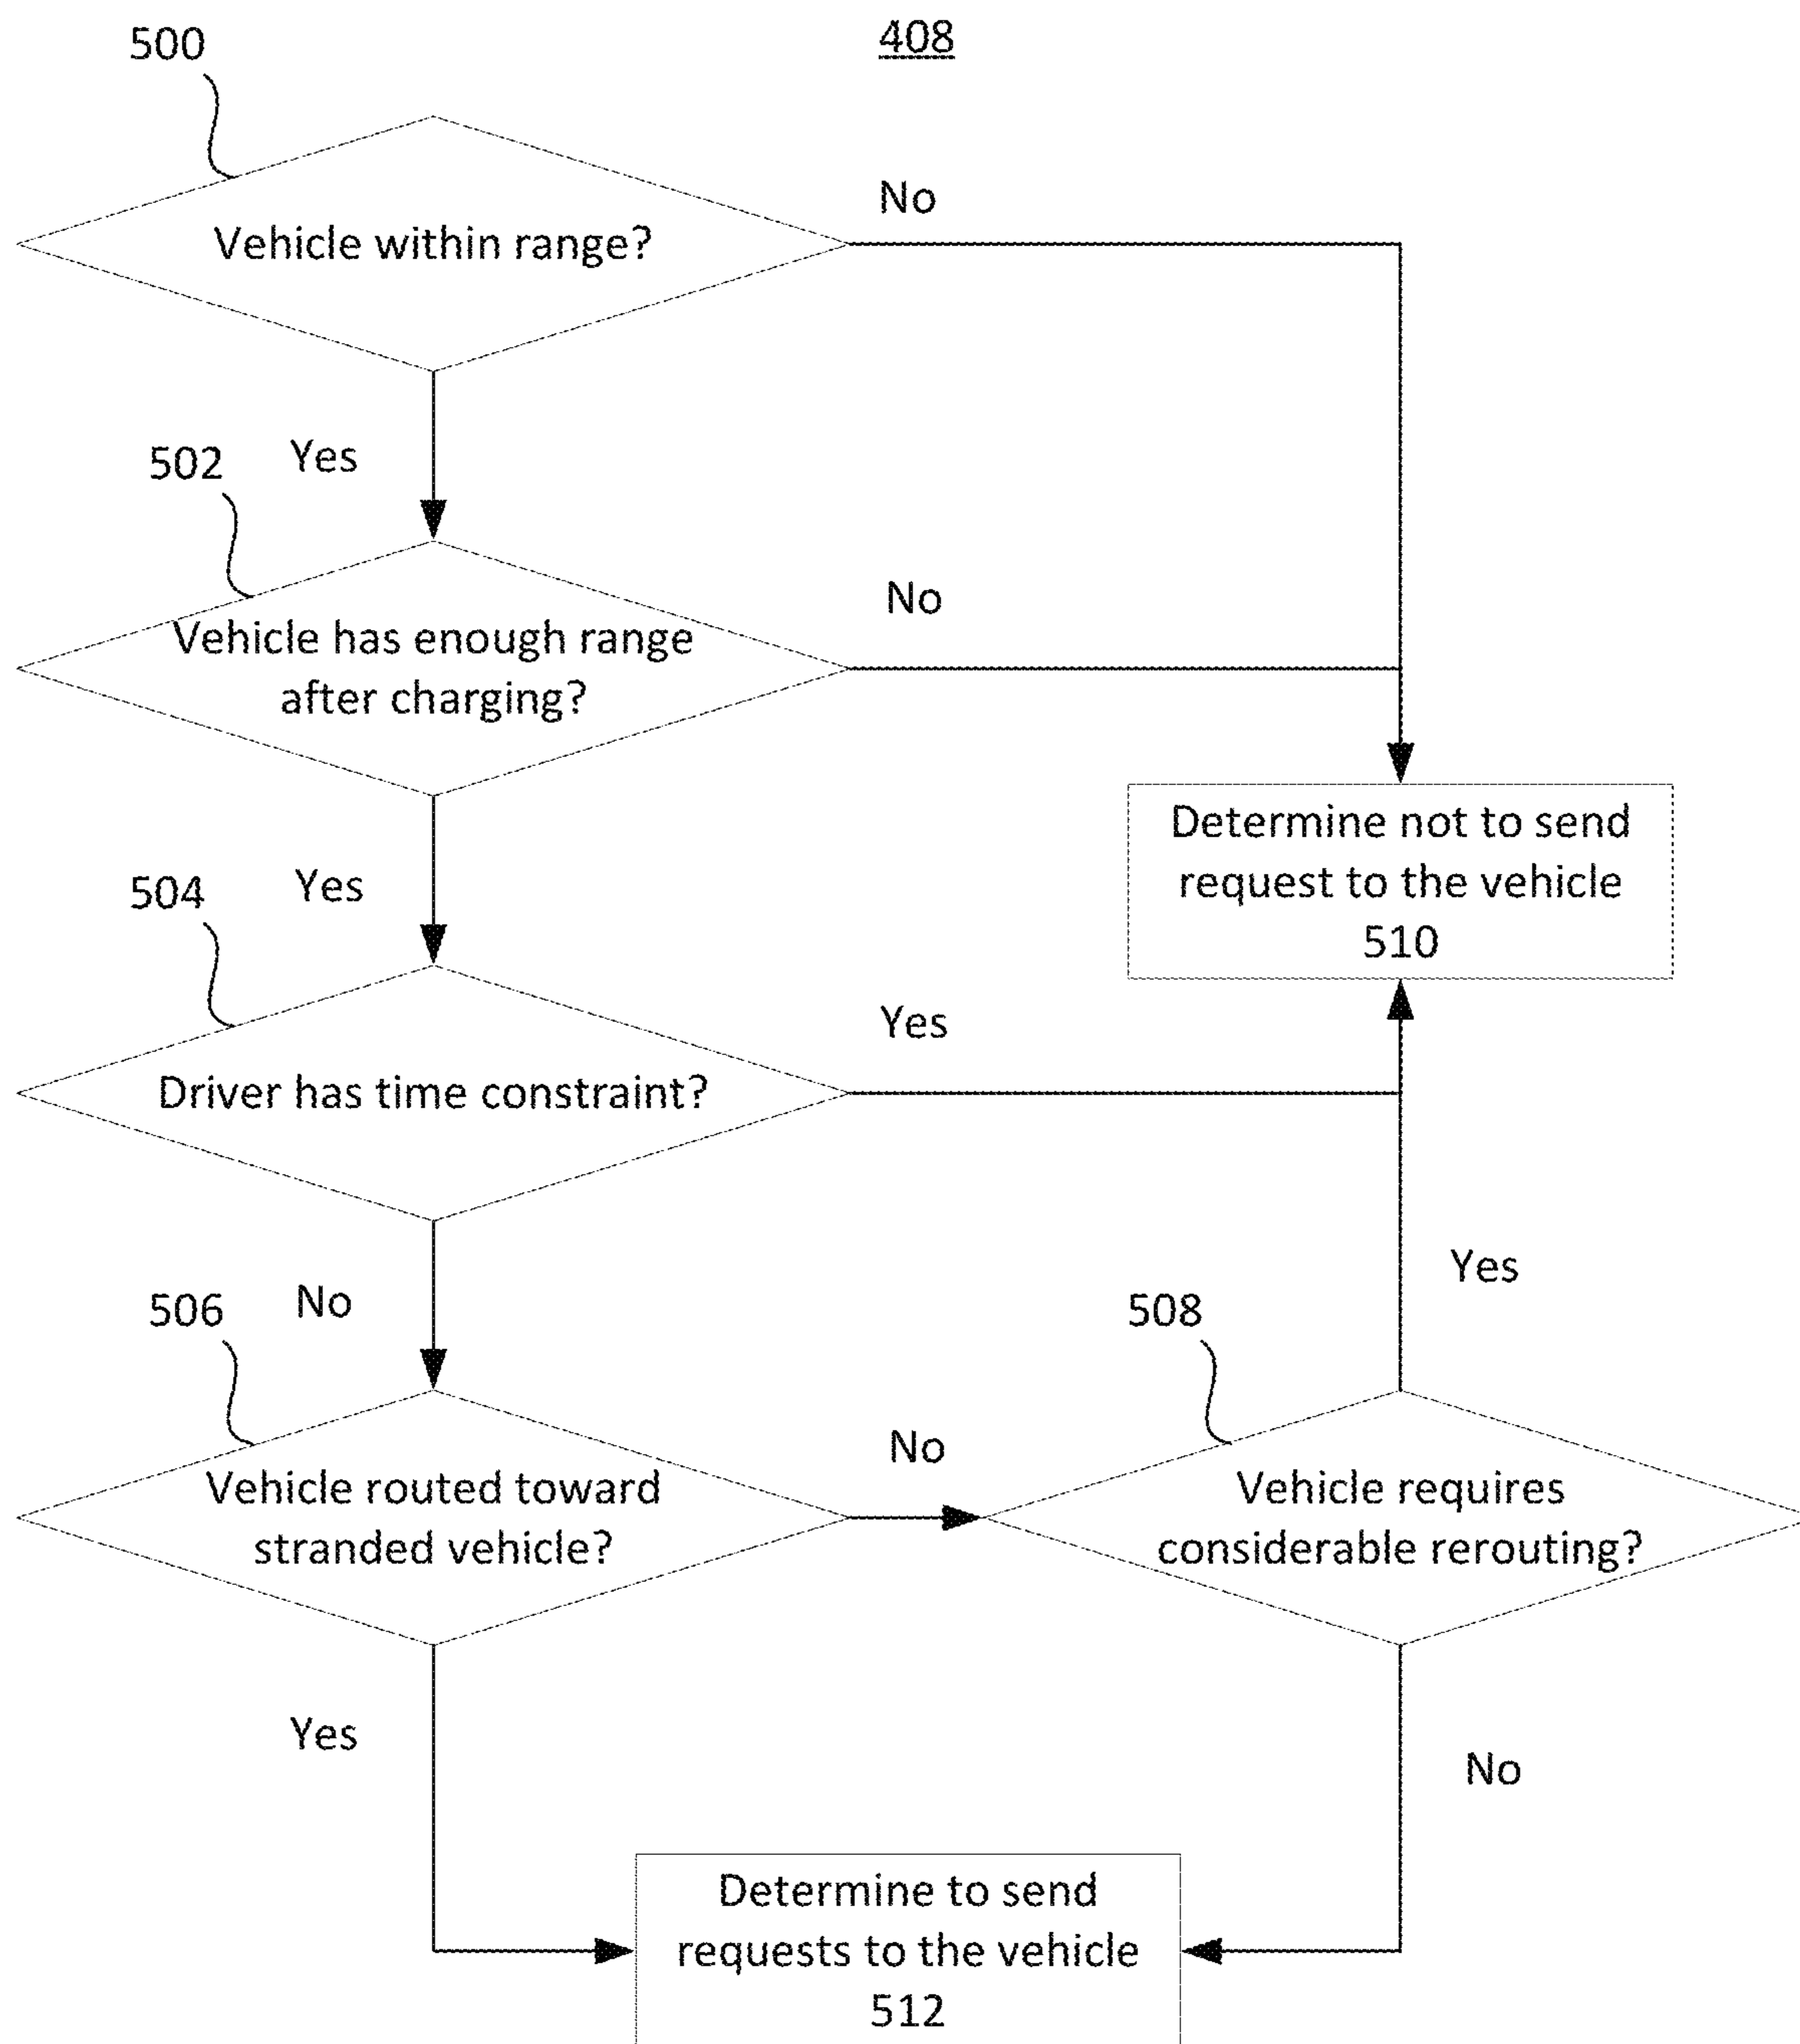 408
500
Vehicle within range?
No
Yes
502
Vehicle has enough range
after charging?
No
Yes
504
Determine not to send
request to the vehicle
510
Driver has time constraint?
Yes
No
506
Vehicle routed toward
stranded vehicle?
No
508
Vehicle requires
considerable rerouting?
Yes
Yes
No
Determine to send
requests to the vehicle
512